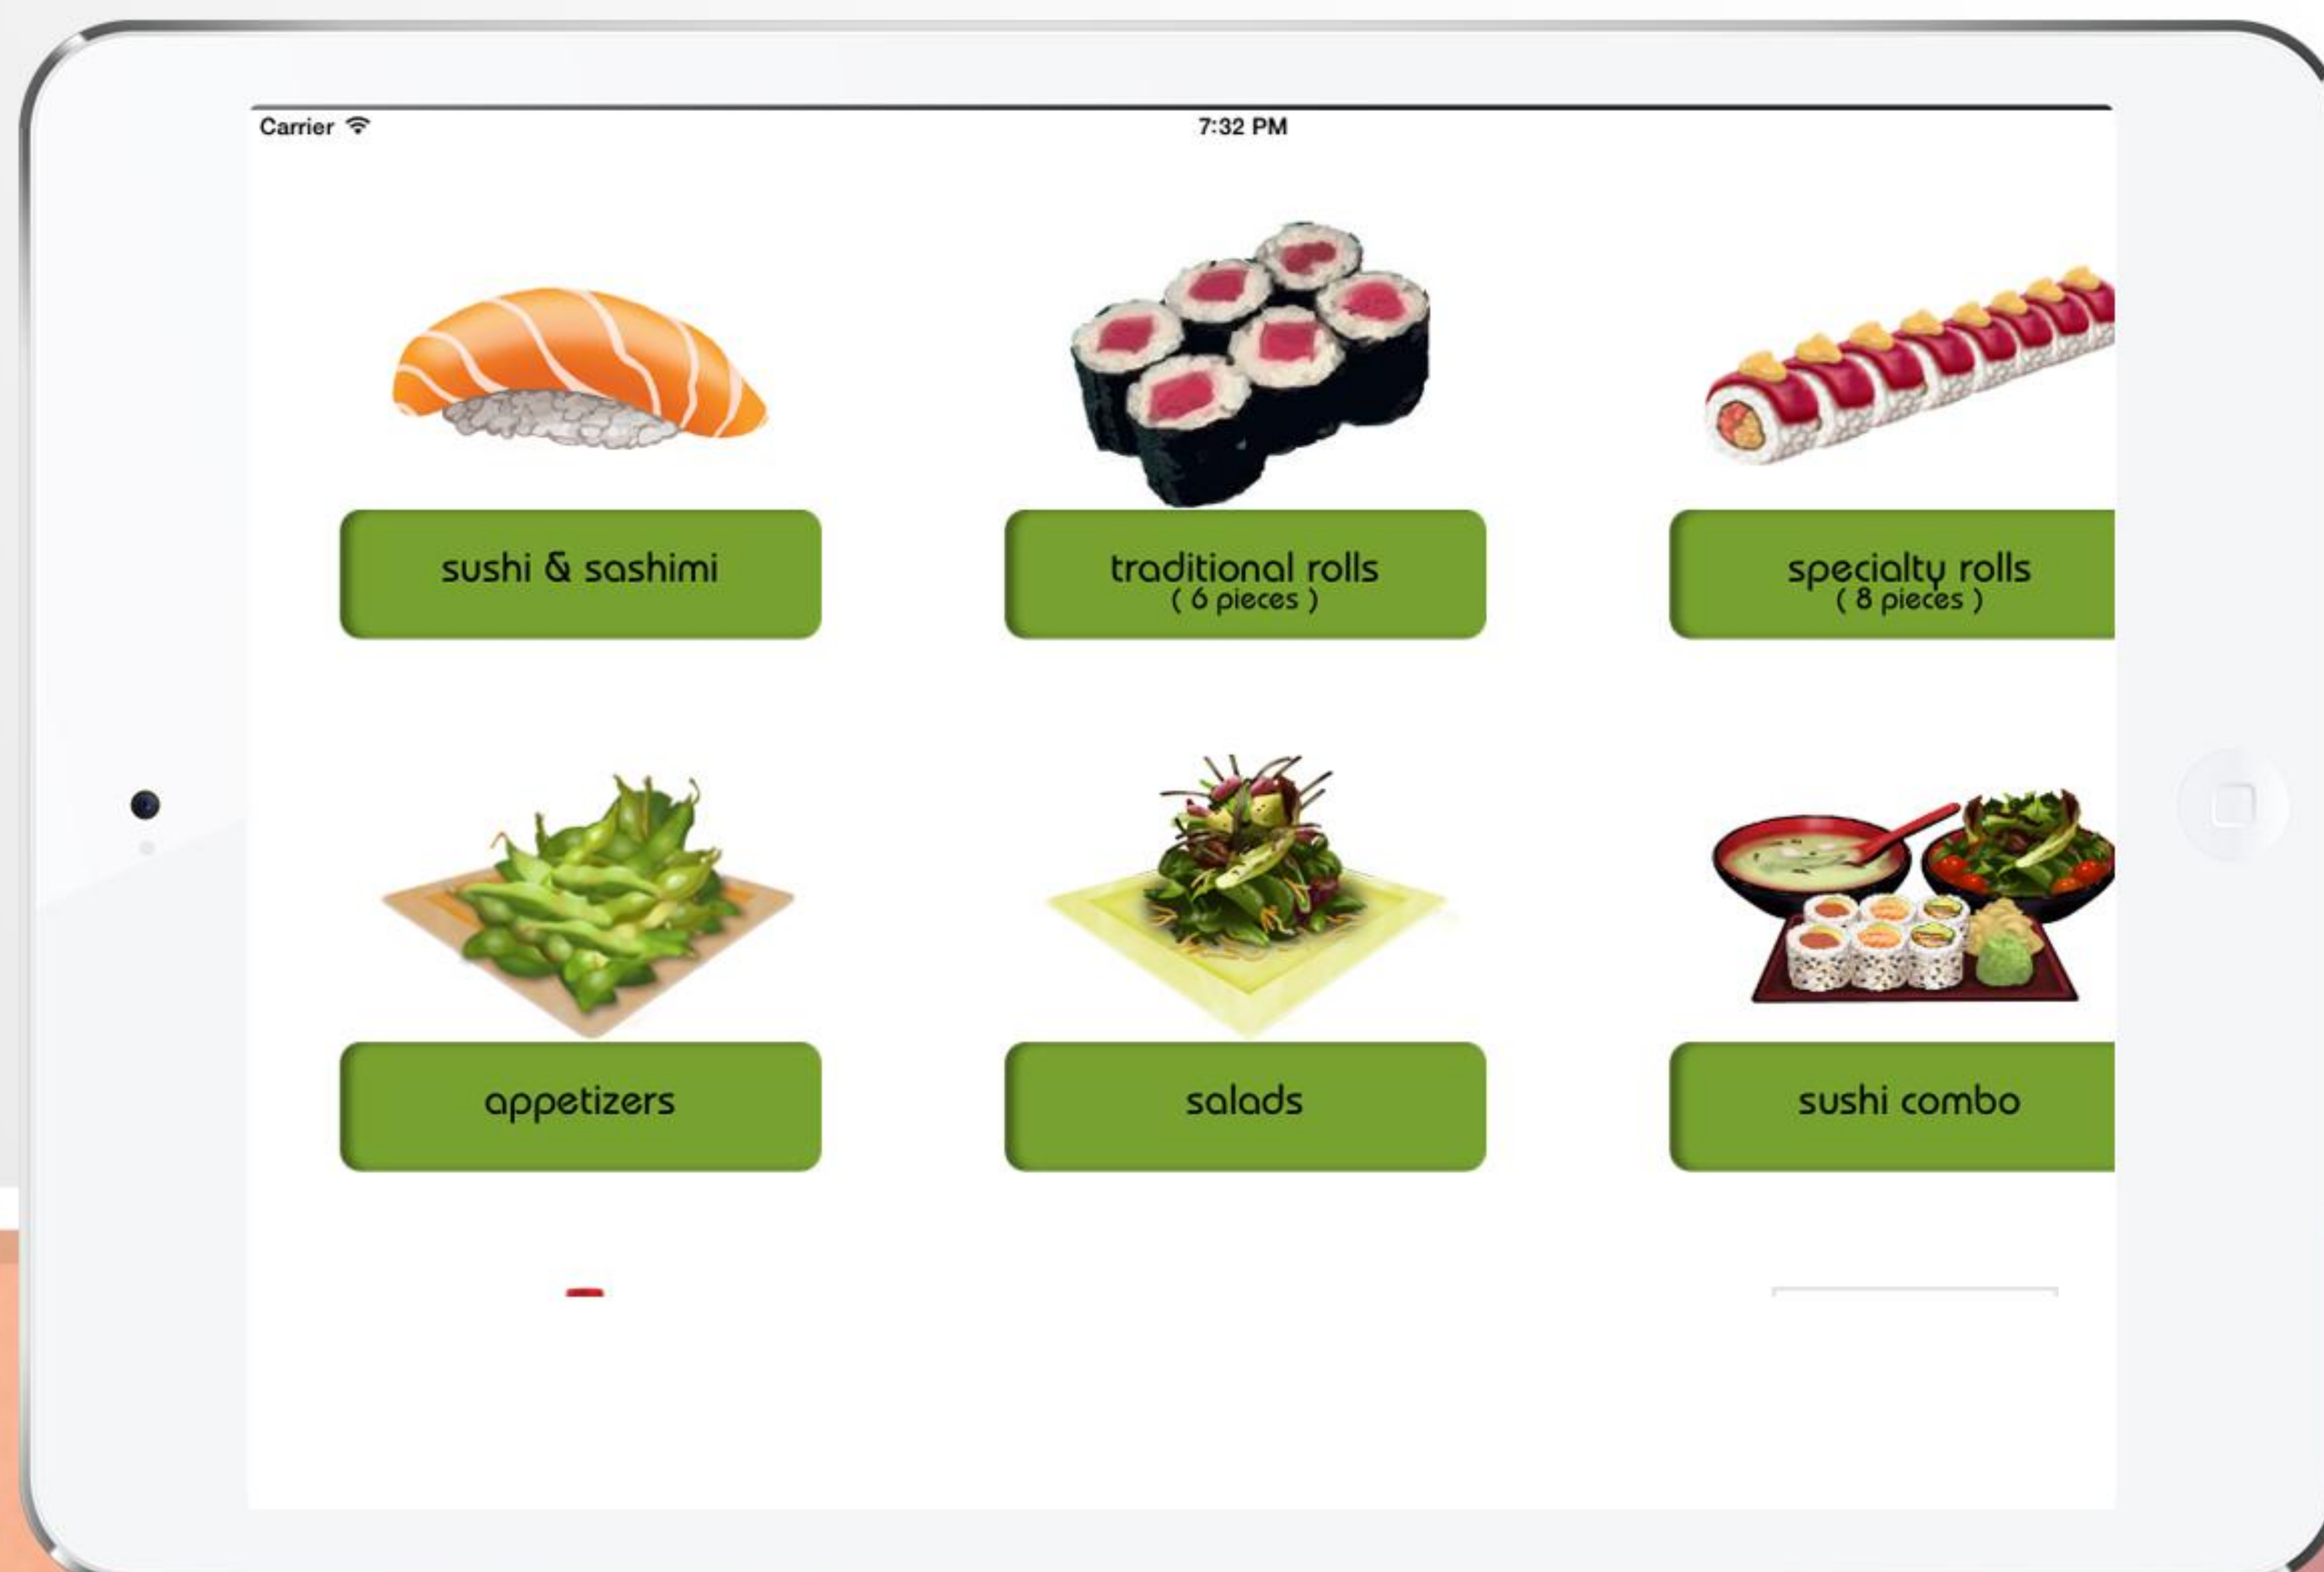 Carrier
7:32 PM
sushi & sashimi
traditional rolls
( 6 pieces )
specialty rolls
( 8 pieces )
appetizers
salads
sushi combo